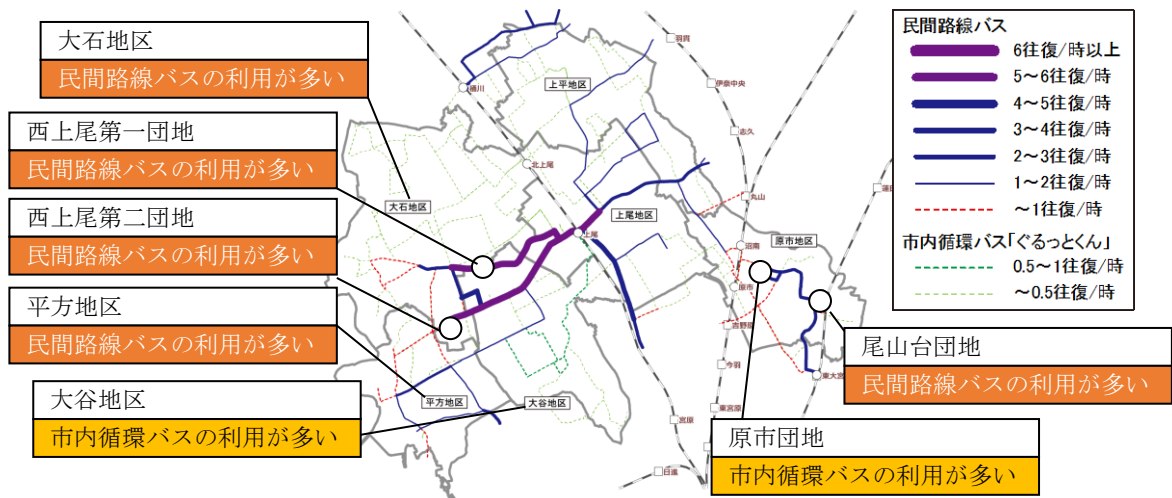 大石地区
民間路線バスの利用が多い
西上尾第一団地
民間路線バスの利用が多い
西上尾第二団地
民間路線バスの利用が多い
平方地区
民間路線バスの利用が多い
大谷地区
市内循環バスの利用が多い
羽貫
伊奈中央
桶川
上平地区
志久
北上尾
丸山
大石地区
上尾地区
上尾
原市地区
沼南
原市
吉野原
今羽
東大宮
平方地区
大谷地区
東宮原
宮原
日進
民間路線バス
6往復/時以上
5～6往復/時
4～5往復/時
3～4往復/時
2～3往復/時
1～2往復/時
～1往復/時
市内循環バス「ぐるっとくん」
0.5～1往復/時
～0.5往復/時
尾山台団地
民間路線バスの利用が多い
原市団地
市内循環バスの利用が多い